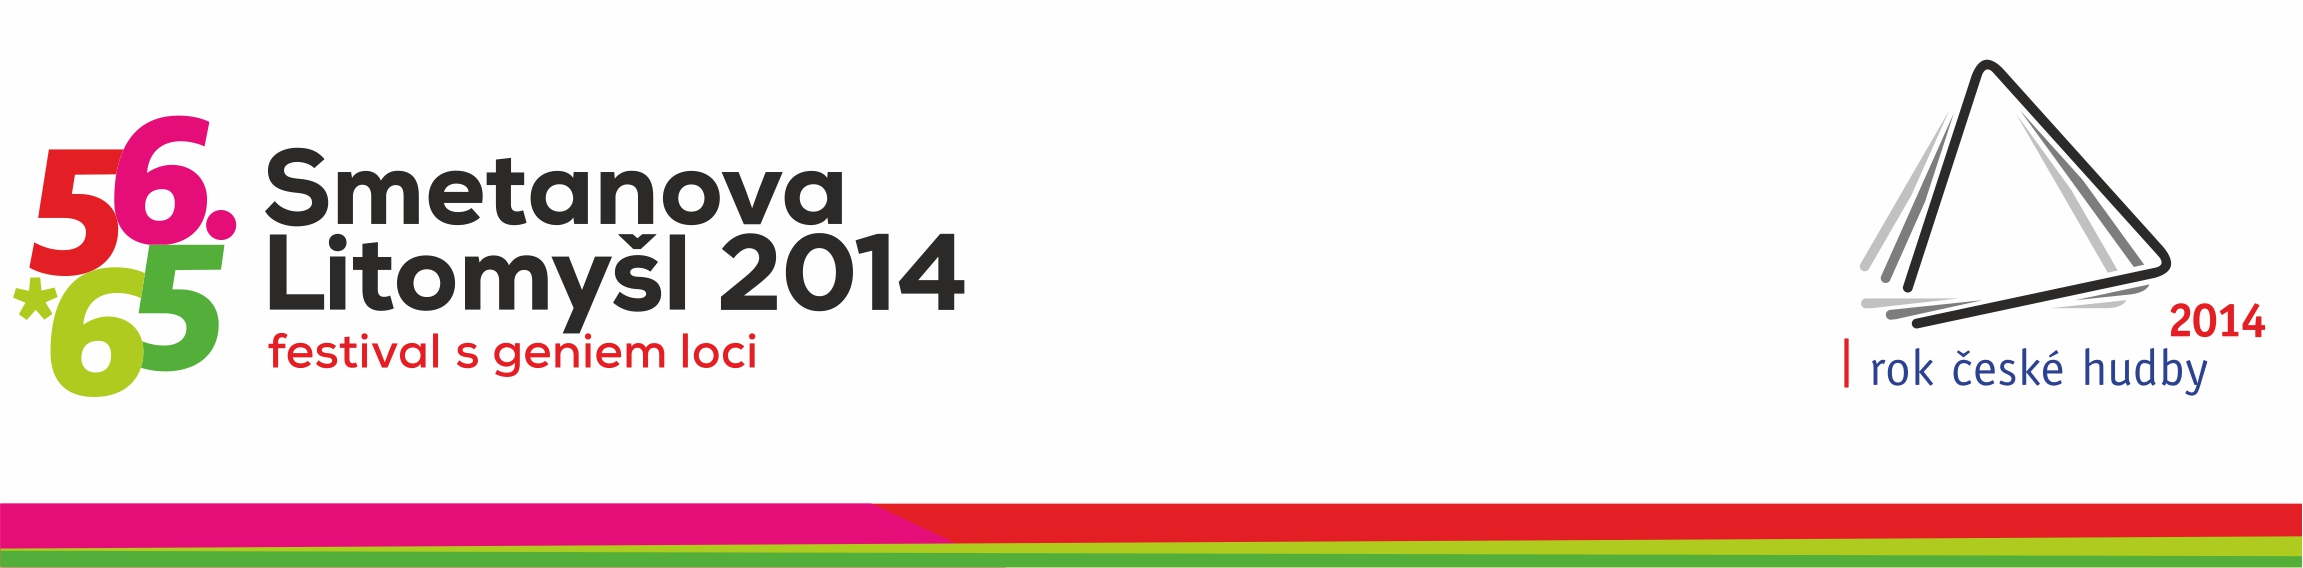 56.
*65
Smetanova
Litomyšl 2014
festival s geniem loci
2014
rok české hudby